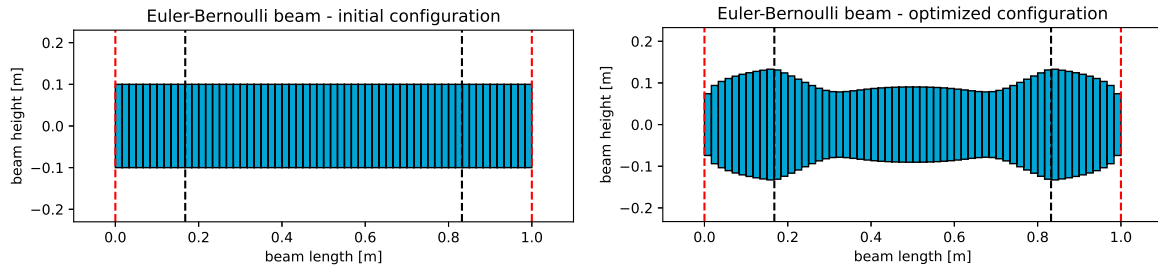 Euler-Bernoulli beam - initial configuration
0.2
0.1
0.0
−0.1
−0.2
beam height [m]
0.0 0.2 0.4 0.6 0.8 1.0
beam length [m]
Euler-Bernoulli beam - optimized configuration
0.2
0.1
0.0
−0.1
−0.2
beam height [m]
0.0 0.2 0.4 0.6 0.8 1.0
beam length [m]